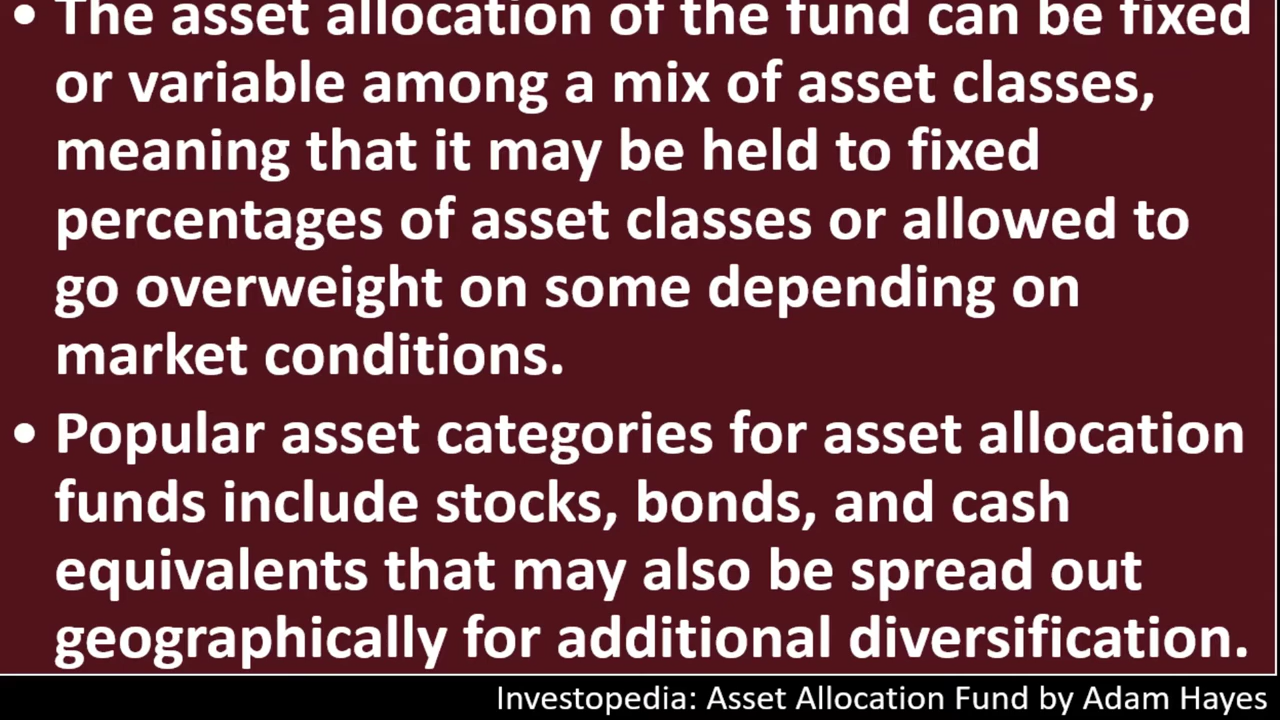 • The asset allocation of the fund can be fixed
or variable among a mix of asset classes,
meaning that it may be held to fixed
percentages of asset classes or allowed to
go overweight on some depending on
market conditions.
• Popular asset categories for asset allocation
funds include stocks, bonds, and cash
equivalents that may also be spread out
geographically for additional diversification.
Investopedia: Asset Allocation Fund by Adam Hayes